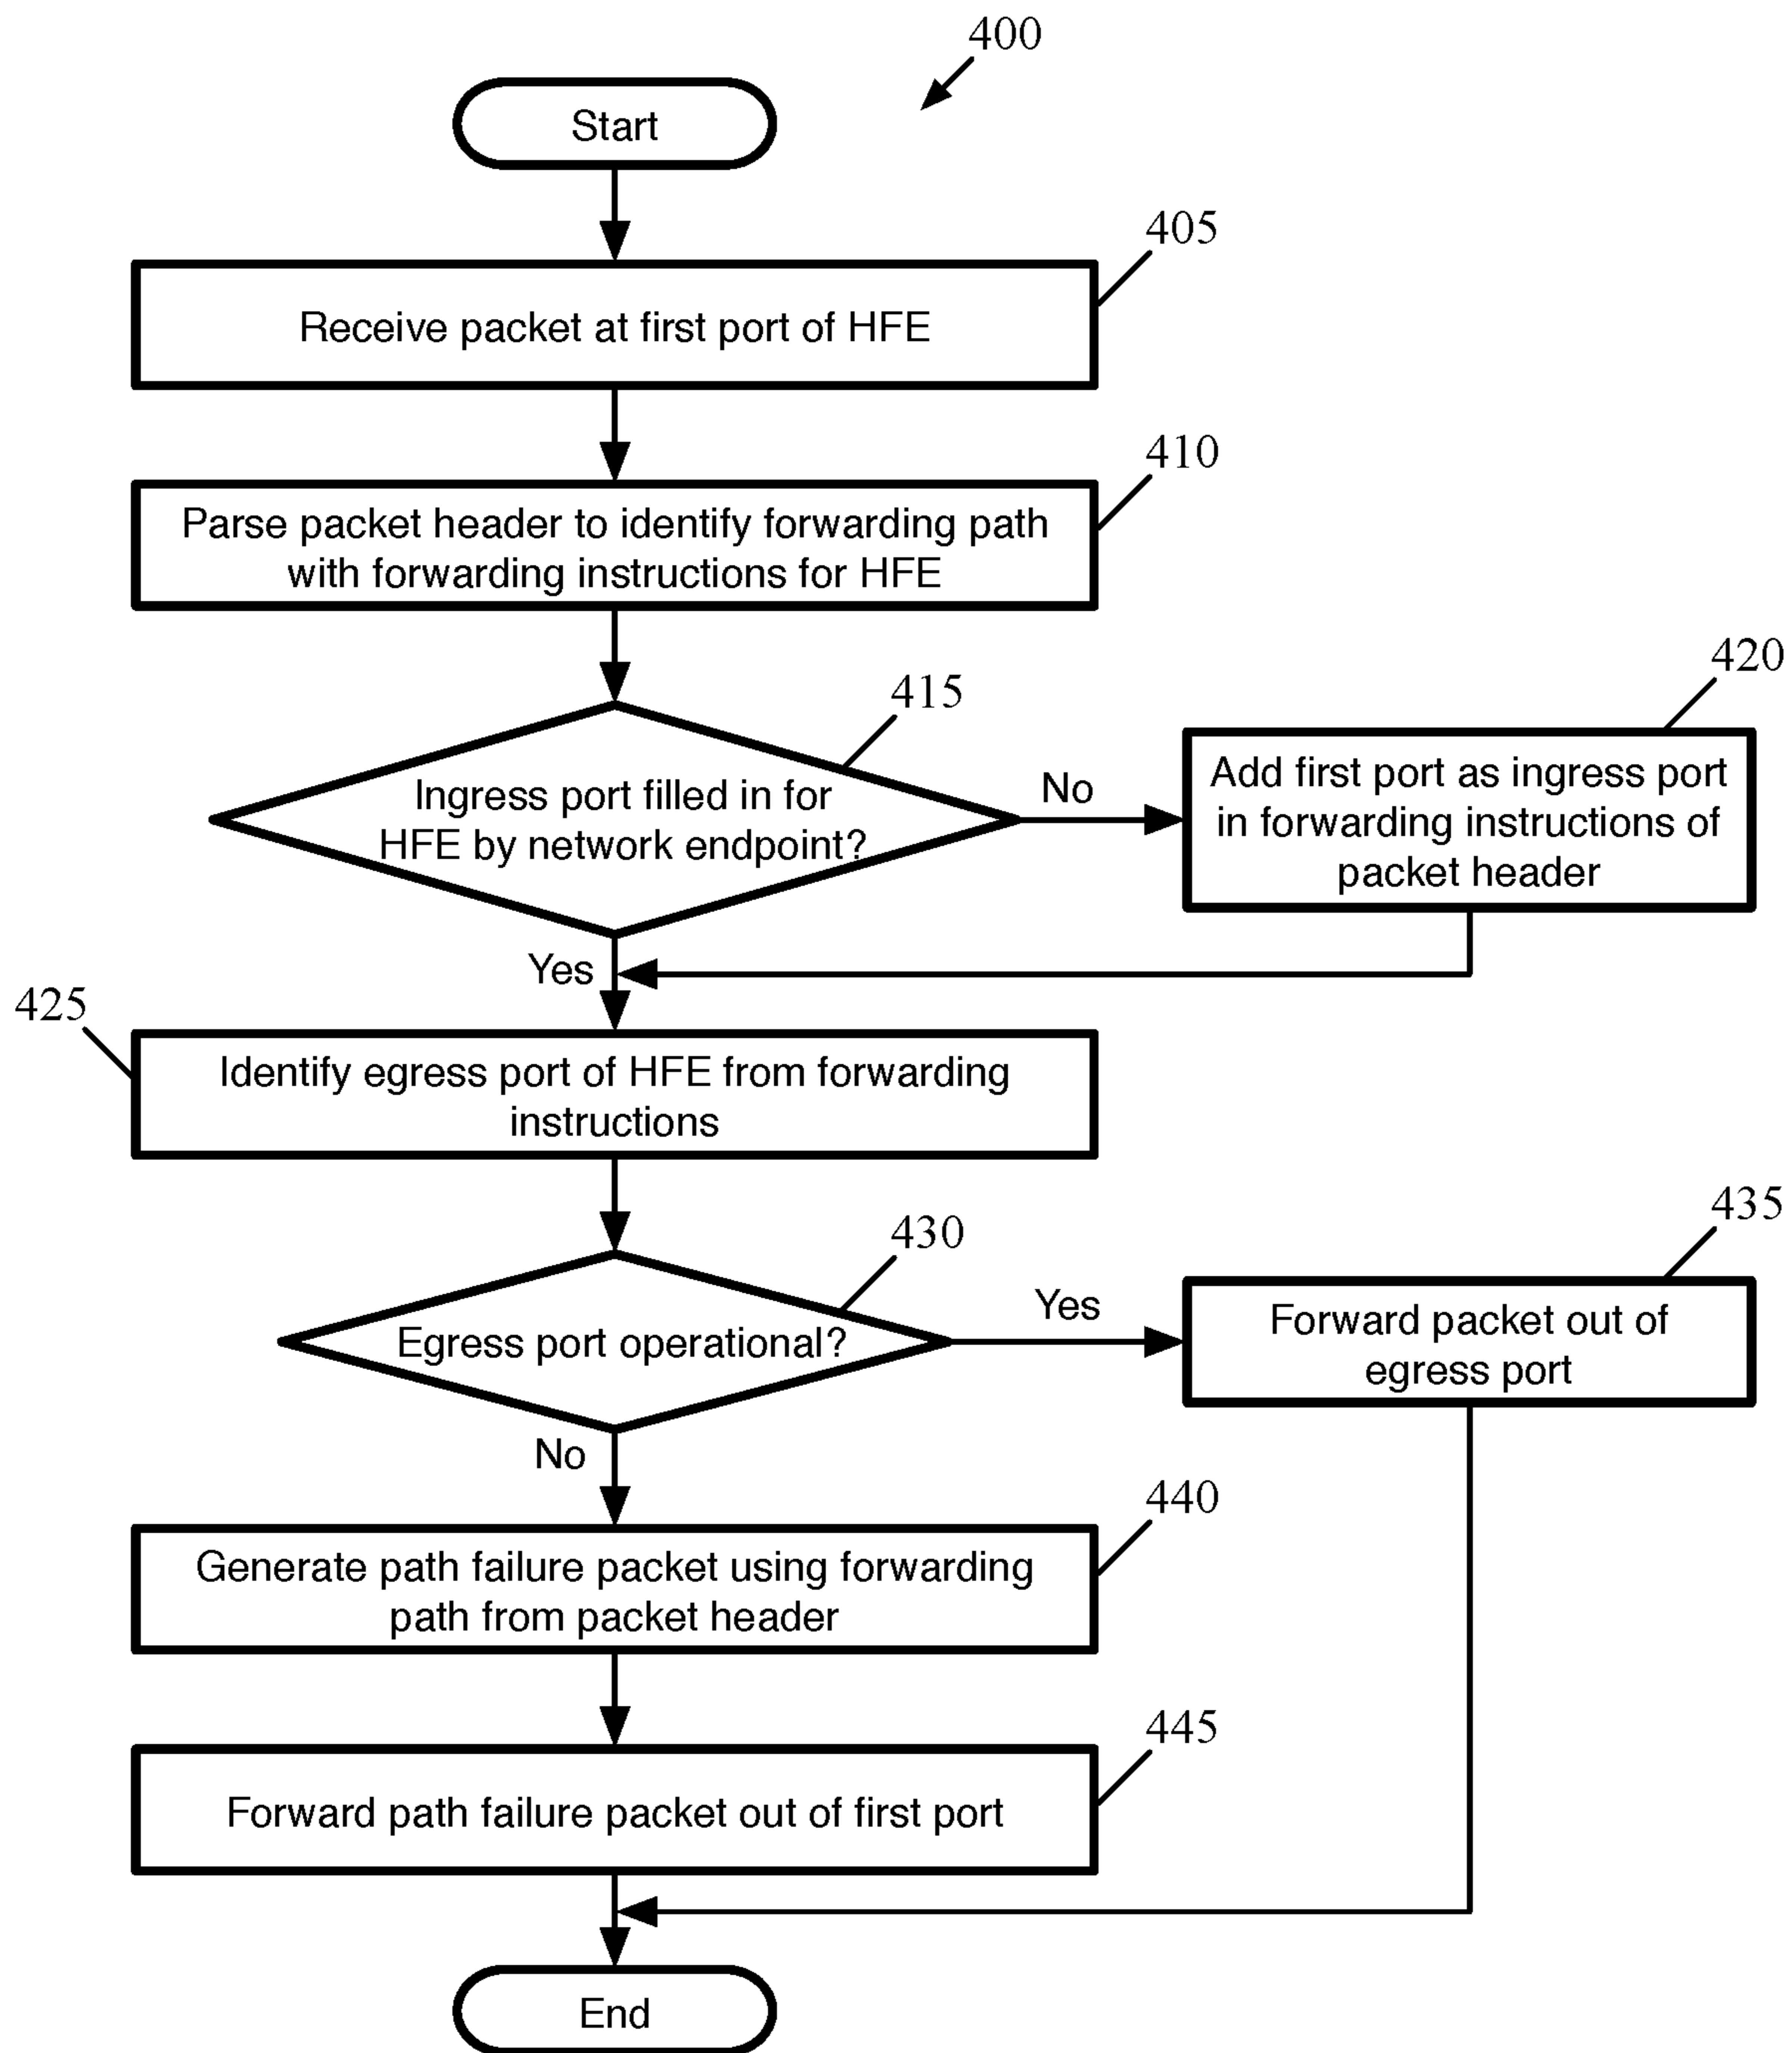 400
Start
405
Receive packet at first port of HFE
410
Parse packet header to identify forwarding path
with forwarding instructions for HFE
415
Ingress port filled in for
HFE by network endpoint?
No
420
Add first port as ingress port
in forwarding instructions of
packet header
Yes
425
Identify egress port of HFE from forwarding
instructions
430
Egress port operational?
Yes
435
Forward packet out of
egress port
No
440
Generate path failure packet using forwarding
path from packet header
445
Forward path failure packet out of first port
End